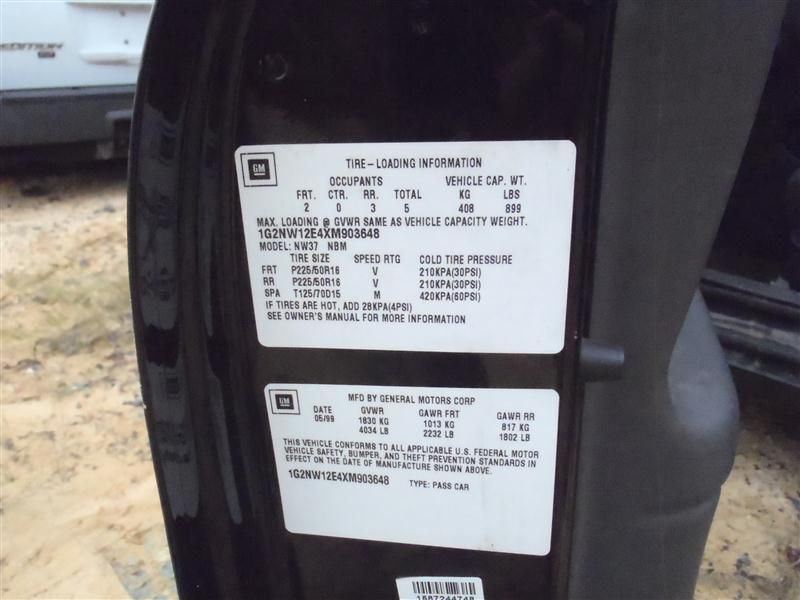 EDITION
GM
TIRE-LOADING INFORMATION
OCCUPANTS VEHICLE CAP. WT.
FRT. CTR. RR. TOTAL KG LBS
2 0 3 5 408 899
MAX. LOADING @ GVWR SAME AS VEHICLE CAPACITY WEIGHT.
1G2NW12E4XM903648
MODEL: NW37 NBM
TIRE SIZE SPEED RTG COLD TIRE PRESSURE
FRT P225/50R16 V 210KPA(30PSI)
RR P225/50R16 V 210KPA(30PSI)
SPA T125/70D15 M 420KPA(60PSI)
IF TIRES ARE HOT, ADD 28KPA(4PSI)
SEE OWNER'S MANUAL FOR MORE INFORMATION
GM
MFD BY GENERAL MOTORS CORP
DATE GVWR GAWR FRT GAWR RR
05/99 1830 KG 1013 KG 817 KG
4034 LB 2232 LB 1802 LB
THIS VEHICLE CONFORMS TO ALL APPLICABLE U.S. FEDERAL MOTOR
VEHICLE SAFETY, BUMPER, AND THEFT PREVENTION STANDARDS IN
EFFECT ON THE DATE OF MANUFACTURE SHOWN ABOVE.
1G2NW12E4XM903648 TYPE: PASS CAR